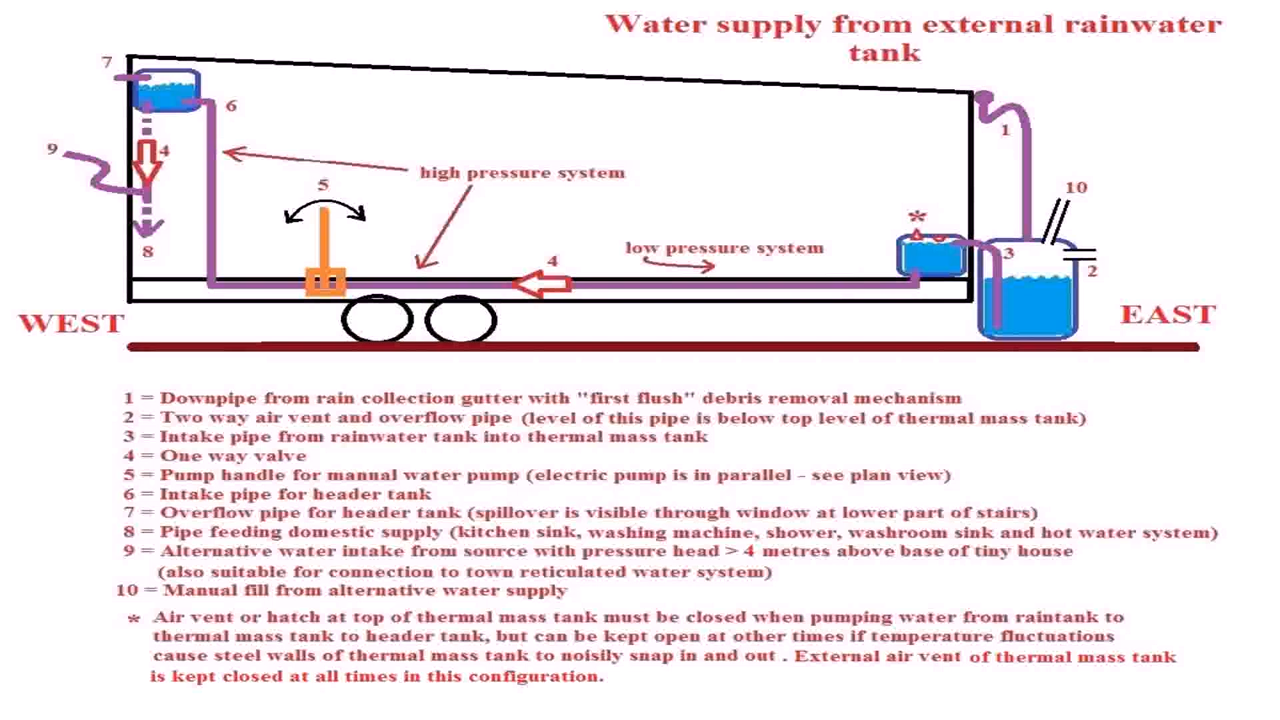 Water supply from external rainwater
tank
7
6
1
9
4
high pressure system
5
10
*
8
4
low pressure system
3
2
WEST
EAST
1 = Downpipe from rain collection gutter with "first flush" debris removal mechanism
2 = Two way air vent and overflow pipe (level of this pipe is below top level of thermal mass tank)
3 = Intake pipe from rainwater tank into thermal mass tank
4 = One way valve
5 = Pump handle for manual water pump (electric pump is in parallel - see plan view)
6 = Intake pipe for header tank
7 = Overflow pipe for header tank (spillover is visible through window at lower part of stairs)
8 = Pipe feeding domestic supply (kitchen sink, washing machine, shower, washroom sink and hot water system)
9 = Alternative water intake from source with pressure head > 4 metres above base of tiny house
(also suitable for connection to town reticulated water system)
10 = Manual fill from alternative water supply
* Air vent or hatch at top of thermal mass tank must be closed when pumping water from raintank to
thermal mass tank to header tank, but can be kept open at other times if temperature fluctuations
cause steel walls of thermal mass tank to noisily snap in and out . External air vent of thermal mass tank
is kept closed at all times in this configuration.